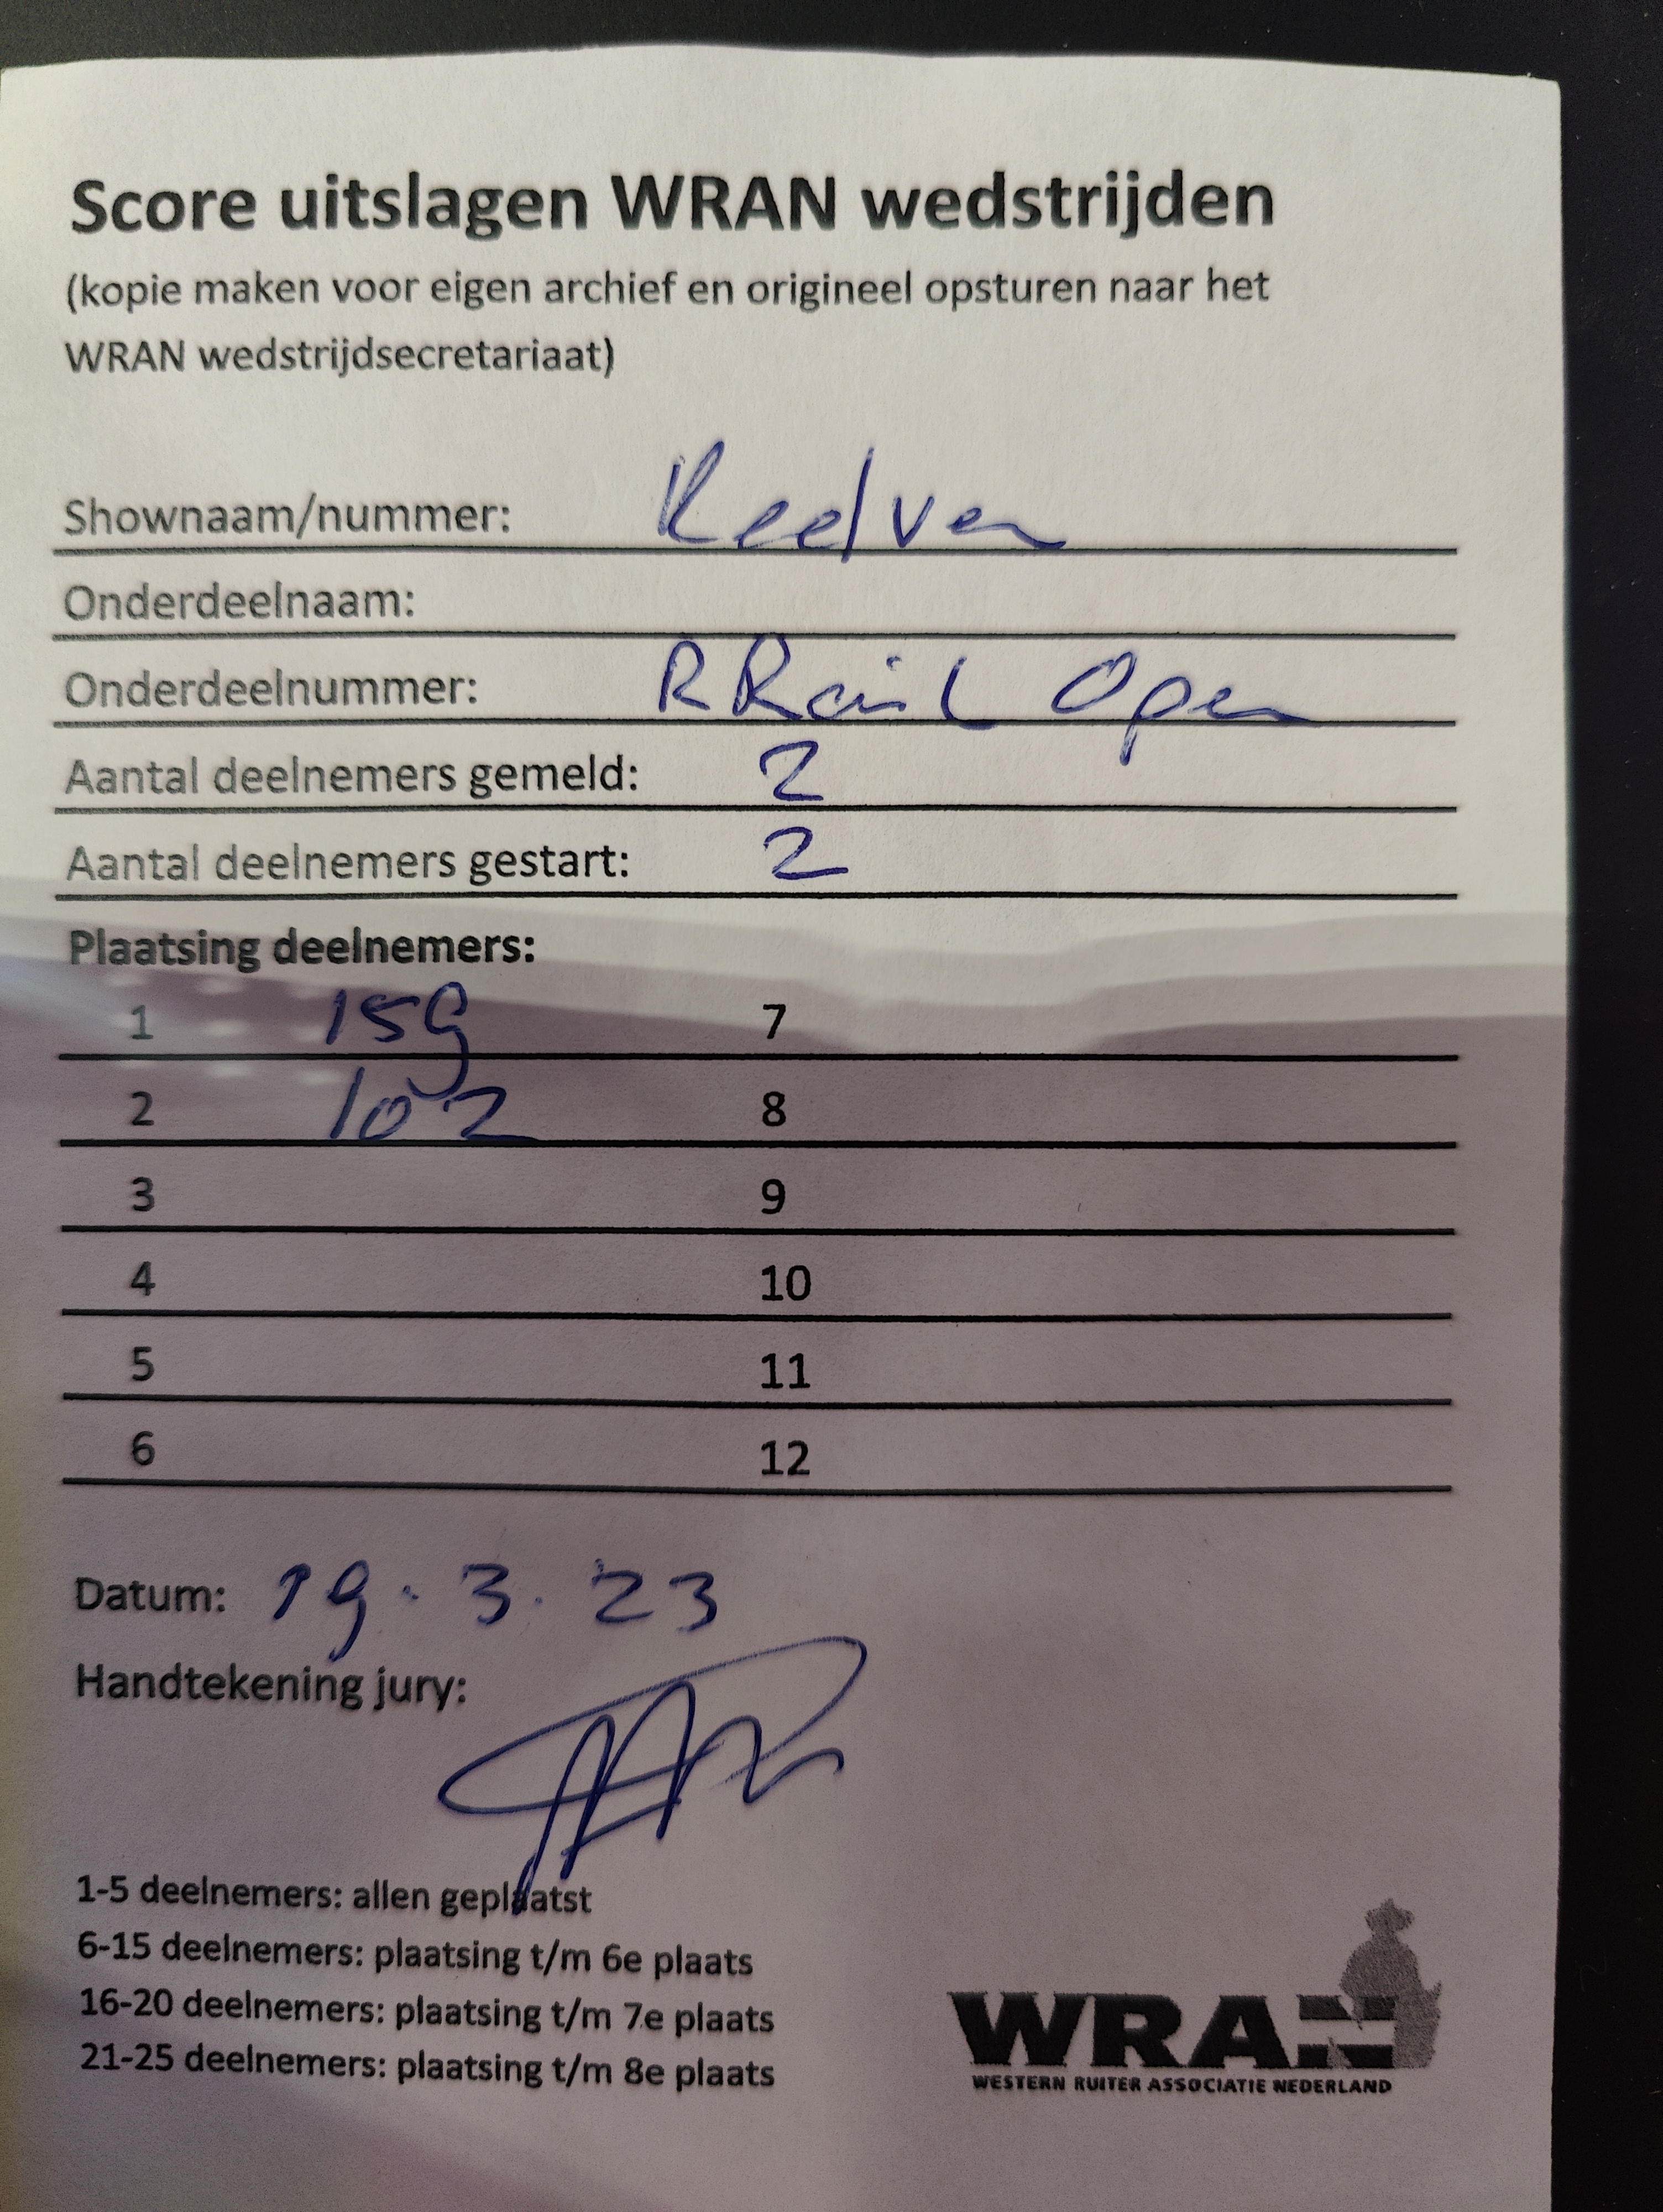 Score uitslagen WRAN wedstrijden
(kopie maken voor eigen archief en origineel opsturen naar het
WRAN wedstrijdsecretariaat)
Shownaam/nummer: Keelven
Onderdeelnaam:
Onderdeelnummer: R Rail Open
Aantal deelnemers gemeld: 2
Aantal deelnemers gestart: 2
Plaatsing deelnemers:
1 159 7
2 102 8
3 9
4 10
5 11
6 12
Datum: 19.3.23
Handtekening jury:
1-5 deelnemers: allen geplaatst
6-15 deelnemers: plaatsing t/m 6e plaats
16-20 deelnemers: plaatsing t/m 7e plaats
21-25 deelnemers: plaatsing t/m 8e plaats
WRAN
WESTERN RUITER ASSOCIATIE NEDERLAND